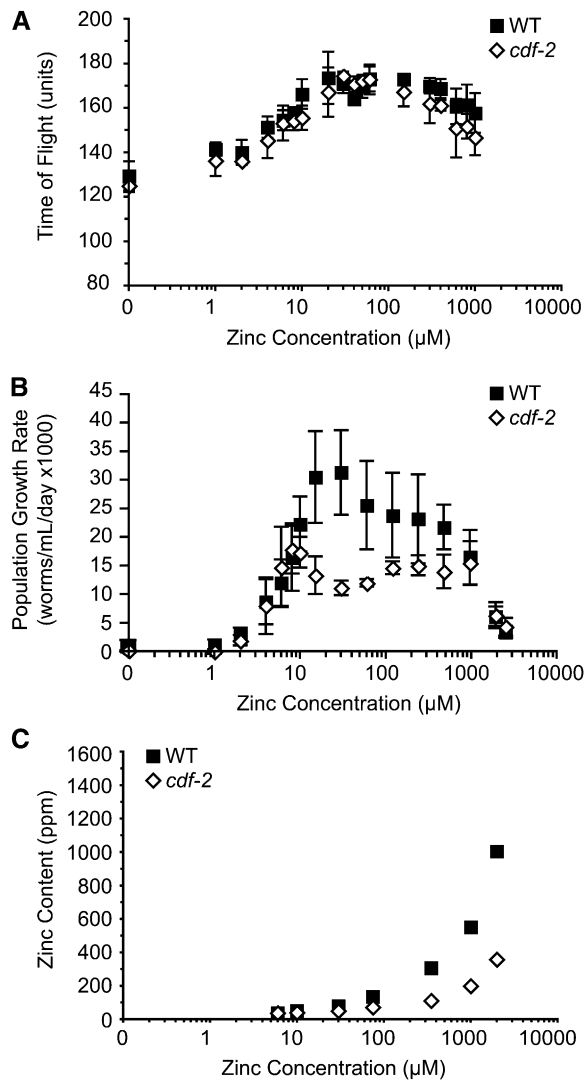 A
200
180
160
140
120
100
80
Time of Flight (units)
WT
cdf-2
0 1 10 100 1000 10000
Zinc Concentration (µM)
B
45
40
35
30
25
20
15
10
5
0
Population Growth Rate
(worms/mL/day x1000)
WT
cdf-2
0 1 10 100 1000 10000
Zinc Concentration (µM)
C
1600
1400
1200
1000
800
600
400
200
0
Zinc Content (ppm)
WT
cdf-2
0 1 10 100 1000 10000
Zinc Concentration (µM)